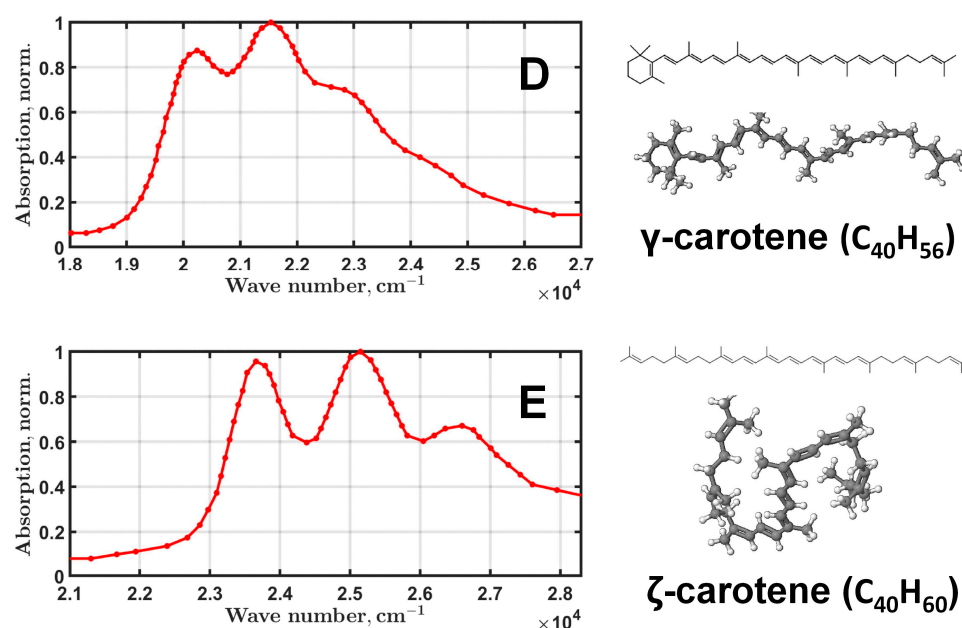 Absorption, norm.
1
0.8
0.6
0.4
0.2
0
D
1.8 1.9 2 2.1 2.2 2.3 2.4 2.5 2.6 2.7
Wave number, cm⁻¹
×10⁴
γ-carotene (C₄₀H₅₆)
Absorption, norm.
1
0.8
0.6
0.4
0.2
0
E
2.1 2.2 2.3 2.4 2.5 2.6 2.7 2.8
Wave number, cm⁻¹
×10⁴
ζ-carotene (C₄₀H₆₀)